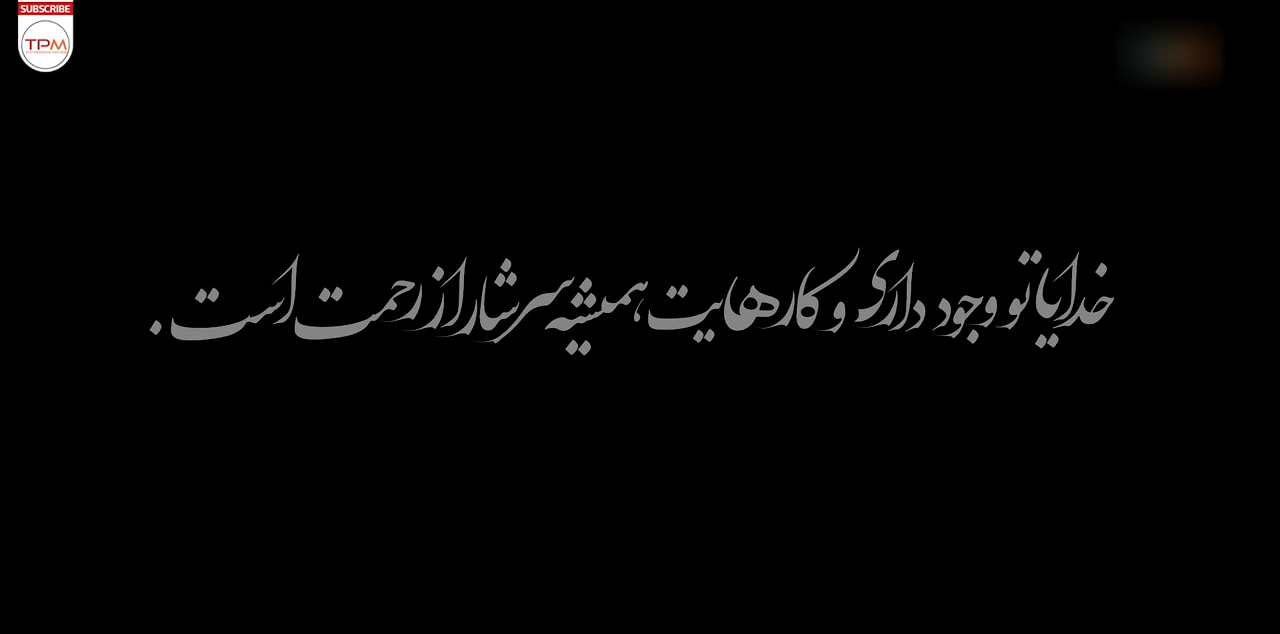 SUBSCRIBE
TPM
خدایا تو وجود داری و کارهایت همیشه سرشار از رحمت است .